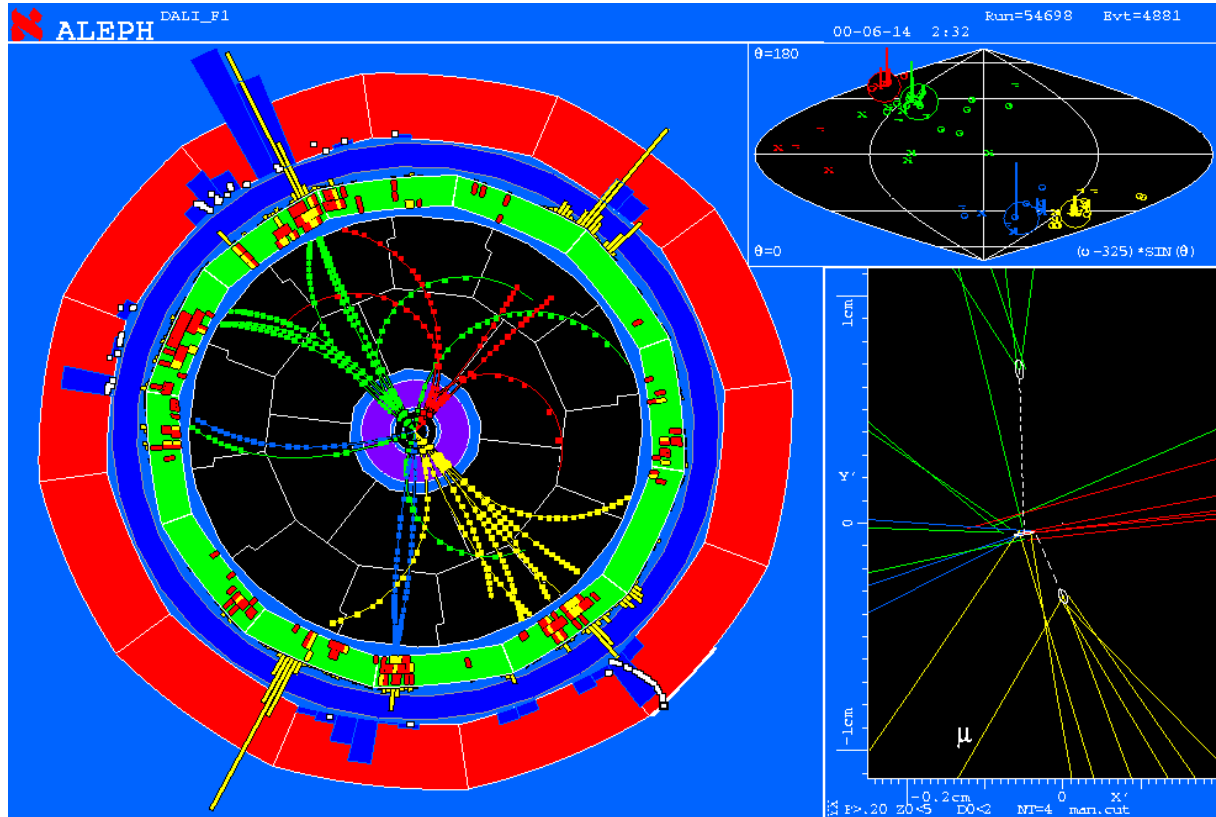 DALI_F1
Run=54698 Evt=4881
ALEPH
00-06-14 2:32
θ=180
θ=0
(φ-325)*SIN(θ)
1cm
Y'
0
-1cm
μ
-0.2cm 0 X'
YX P>.20 Z0<5 D0<2 NT=4 man.cut